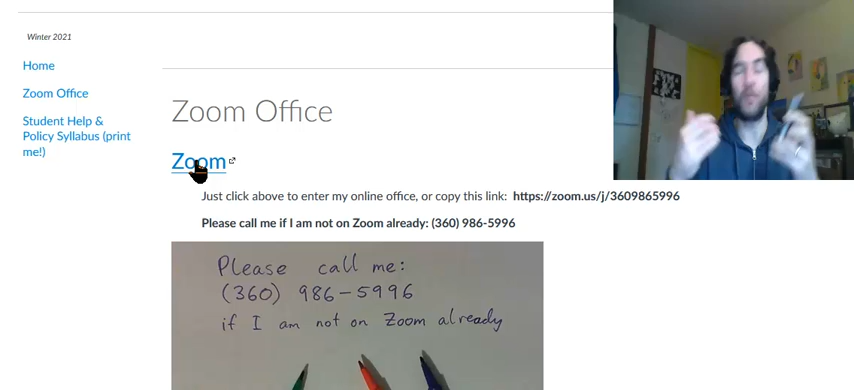 Winter 2021
Home
Zoom Office
Student Help &
Policy Syllabus (print
me!)
Zoom Office
Zoom
Just click above to enter my online office, or copy this link: https://zoom.us/j/3609865996
Please call me if I am not on Zoom already: (360) 986-5996
Please call me:
(360) 986-5996
if I am not on Zoom already